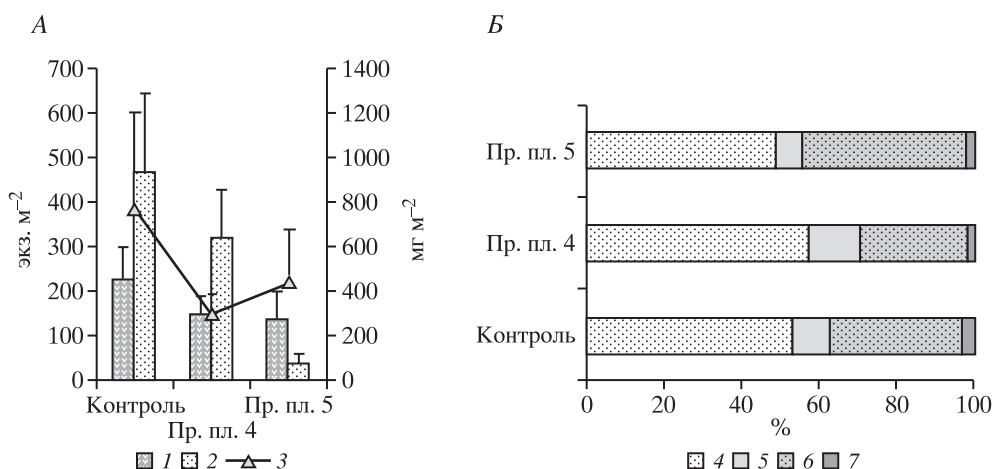 А
700
600
500
400
300
200
100
0
экз. м–2
1400
1200
1000
800
600
400
200
0
мг м–2
Контроль
Пр. пл. 4
Пр. пл. 5
1 2 3
Б
Пр. пл. 5
Пр. пл. 4
Контроль
0 20 40 60 80 100
%
4 5 6 7